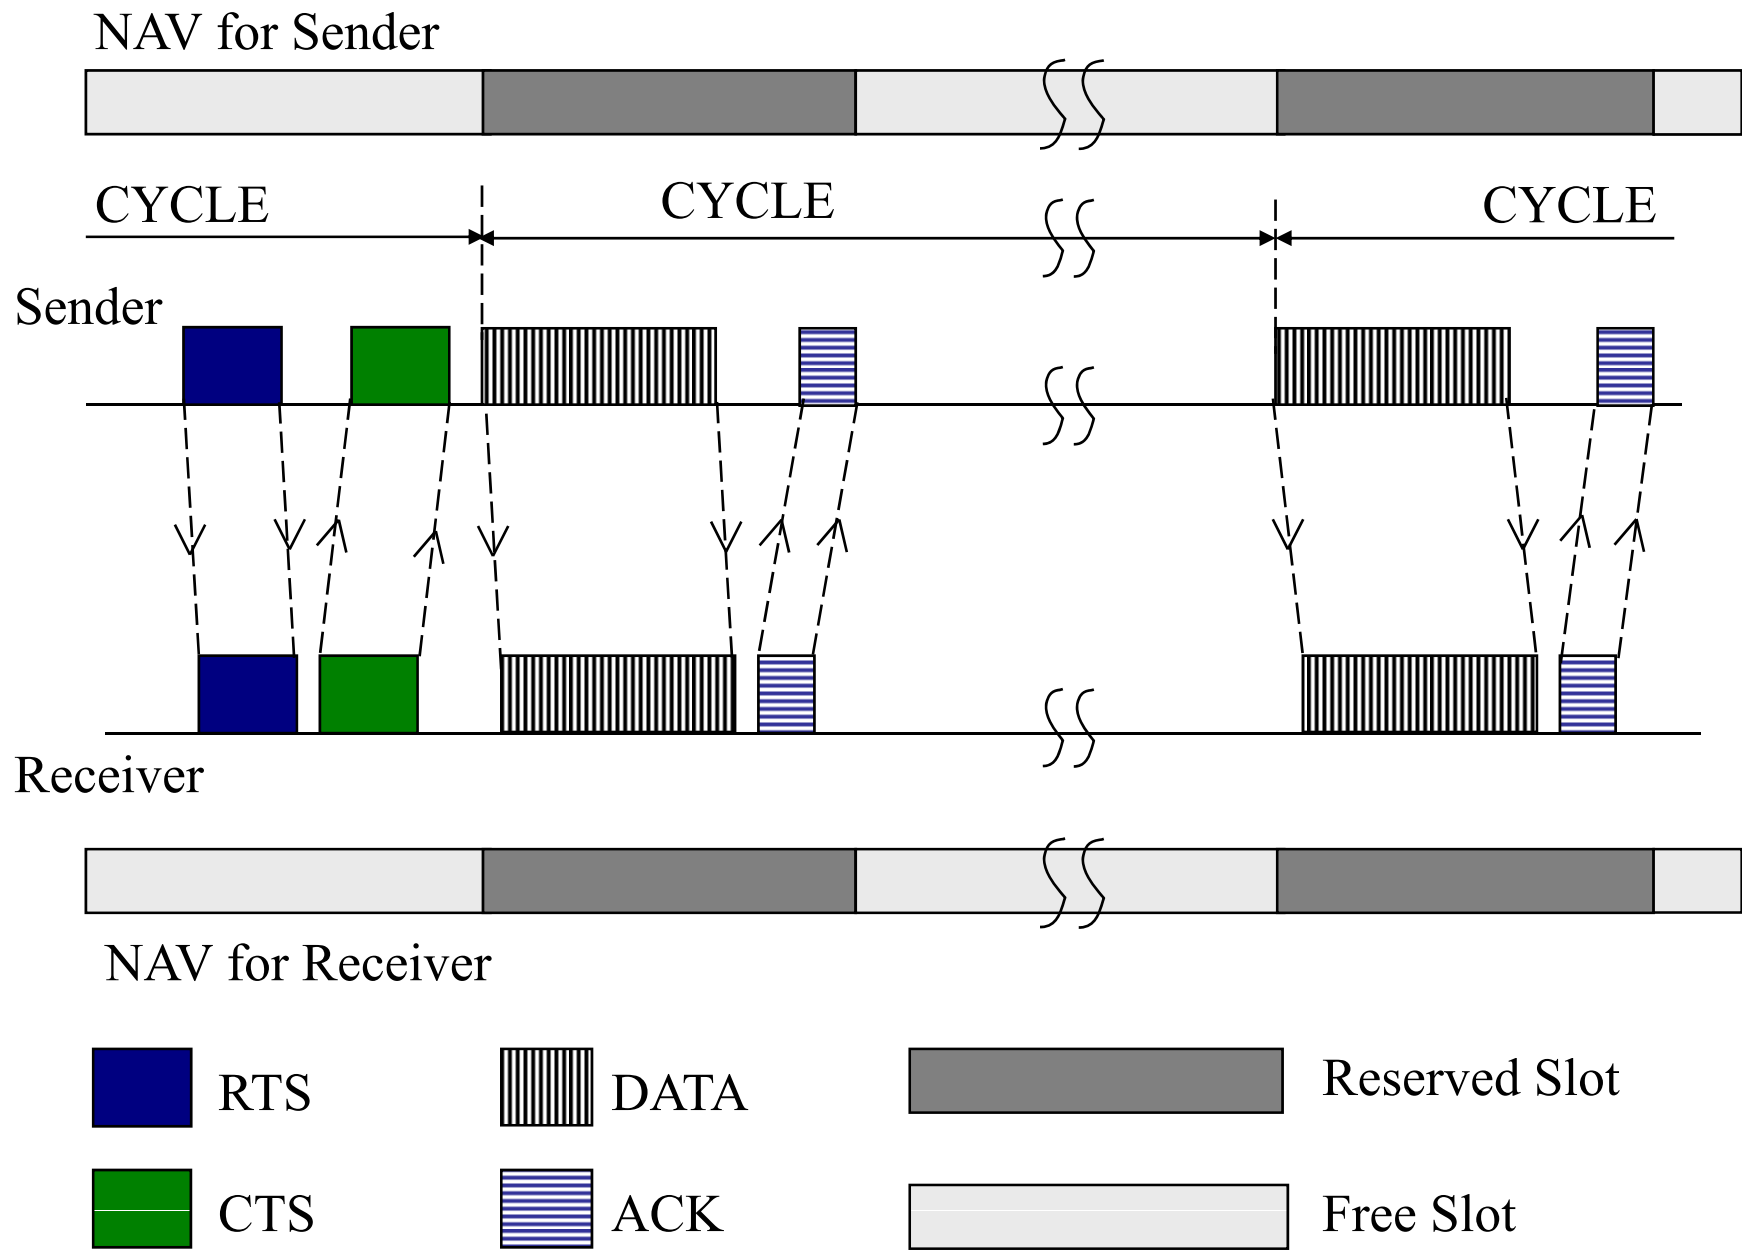 NAV for Sender
CYCLE
CYCLE
CYCLE
Sender
Receiver
NAV for Receiver
RTS
DATA
Reserved Slot
CTS
ACK
Free Slot